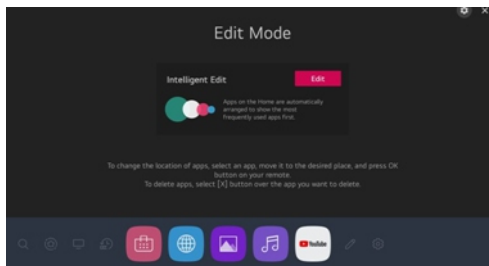 Edit Mode
Intelligent Edit
Edit
Apps on the Home are automatically
arranged to show the most
frequently used apps first.
To change the location of apps, select an app, move it to the desired place, and press OK
button on your remote.
To delete apps, select [X] button over the app you want to delete.
YouTube